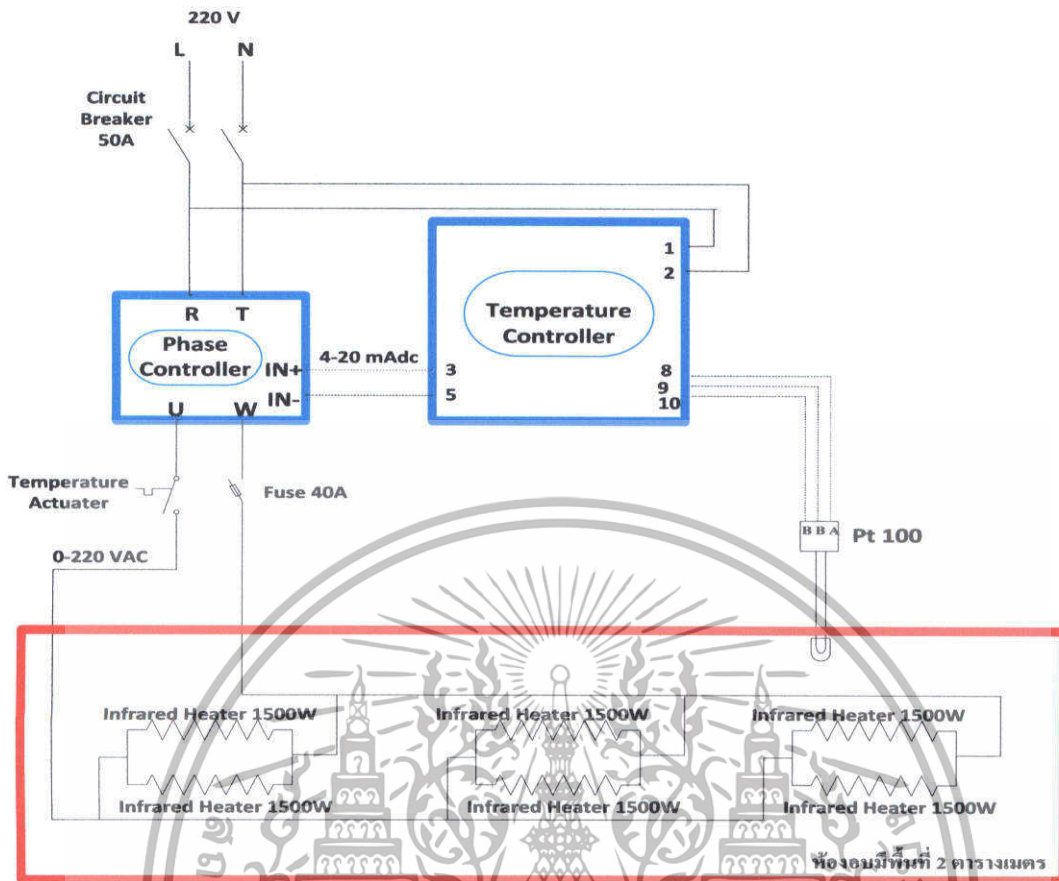 220 V
L N
Circuit
Breaker
50A
1
2
Temperature
Controller
R T
Phase
Controller
IN+
IN-
U W
4-20 mAdc
3
5
8
9
10
Temperature
Actuater
Fuse 40A
0-220 VAC
B B A
Pt 100
Infrared Heater 1500W
Infrared Heater 1500W
Infrared Heater 1500W
Infrared Heater 1500W
Infrared Heater 1500W
Infrared Heater 1500W
ห้องอบมีพื้นที่ 2 ตารางเมตร